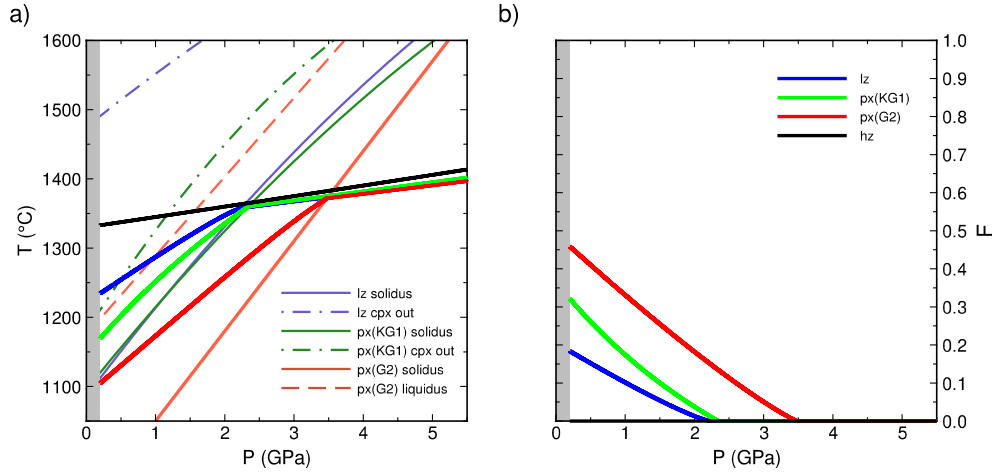 a)
1600
1500
1400
1300
1200
1100
T (°C)
lz solidus
lz cpx out
px(KG1) solidus
px(KG1) cpx out
px(G2) solidus
px(G2) liquidus
0 1 2 3 4 5
P (GPa)
b)
lz
px(KG1)
px(G2)
hz
1.0
0.9
0.8
0.7
0.6
0.5
0.4
0.3
0.2
0.1
0.0
F
0 1 2 3 4 5
P (GPa)